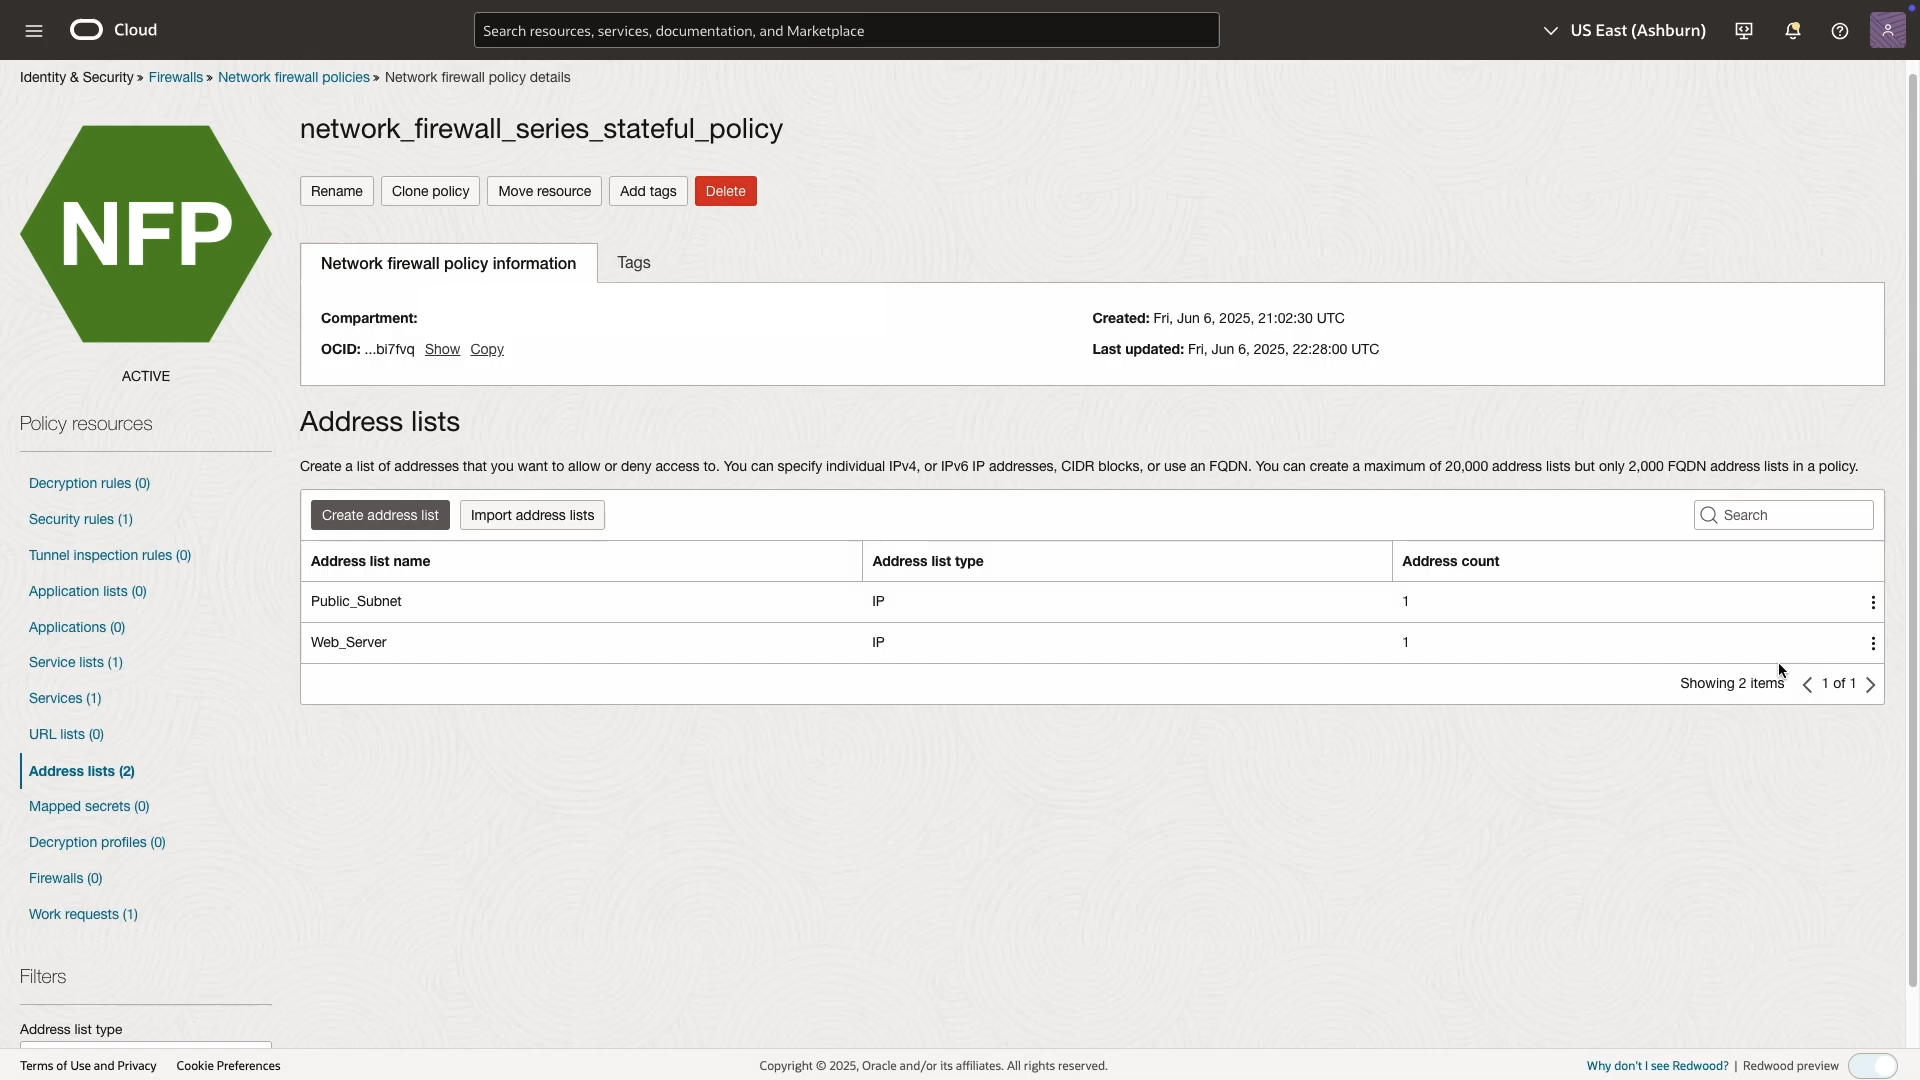 Cloud
Search resources, services, documentation, and Marketplace
US East (Ashburn)
Identity & Security » Firewalls » Network firewall policies » Network firewall policy details
NFP
ACTIVE
network_firewall_series_stateful_policy
Rename Clone policy Move resource Add tags Delete
Network firewall policy information Tags
Compartment:
Created: Fri, Jun 6, 2025, 21:02:30 UTC
OCID: ...bi7fvq Show Copy
Last updated: Fri, Jun 6, 2025, 22:28:00 UTC
Policy resources
Decryption rules (0)
Security rules (1)
Tunnel inspection rules (0)
Application lists (0)
Applications (0)
Service lists (1)
Services (1)
URL lists (0)
Address lists (2)
Mapped secrets (0)
Decryption profiles (0)
Firewalls (0)
Work requests (1)
Filters
Address list type
Address lists
Create a list of addresses that you want to allow or deny access to. You can specify individual IPv4, or IPv6 IP addresses, CIDR blocks, or use an FQDN. You can create a maximum of 20,000 address lists but only 2,000 FQDN address lists in a policy.
Create address list Import address lists Search
Address list name Address list type Address count
Public_Subnet IP 1
Web_Server IP 1
Showing 2 items 1 of 1
Terms of Use and Privacy Cookie Preferences
Copyright © 2025, Oracle and/or its affiliates. All rights reserved.
Why don't I see Redwood? | Redwood preview